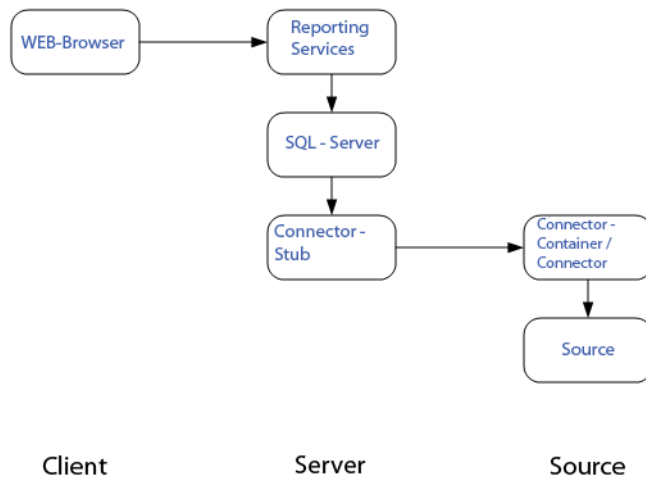 WEB-Browser
Reporting
Services
SQL - Server
Connector -
Stub
Connector -
Container /
Connector
Source
Client
Server
Source